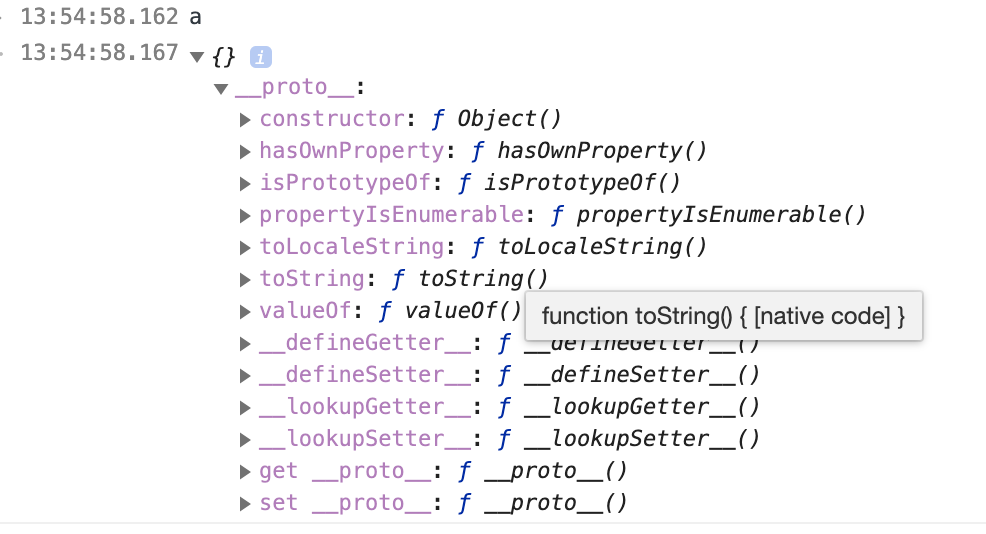 13:54:58.162 a
13:54:58.167 ▼ {} i
▼ __proto__:
▶ constructor: ƒ Object()
▶ hasOwnProperty: ƒ hasOwnProperty()
▶ isPrototypeOf: ƒ isPrototypeOf()
▶ propertyIsEnumerable: ƒ propertyIsEnumerable()
▶ toLocaleString: ƒ toLocaleString()
▶ toString: ƒ toString()
▶ valueOf: ƒ valueOf()
function toString() { [native code] }
▶ __defineGetter__: ƒ __defineGetter__()
▶ __defineSetter__: ƒ __defineSetter__()
▶ __lookupGetter__: ƒ __lookupGetter__()
▶ __lookupSetter__: ƒ __lookupSetter__()
▶ get __proto__: ƒ __proto__()
▶ set __proto__: ƒ __proto__()